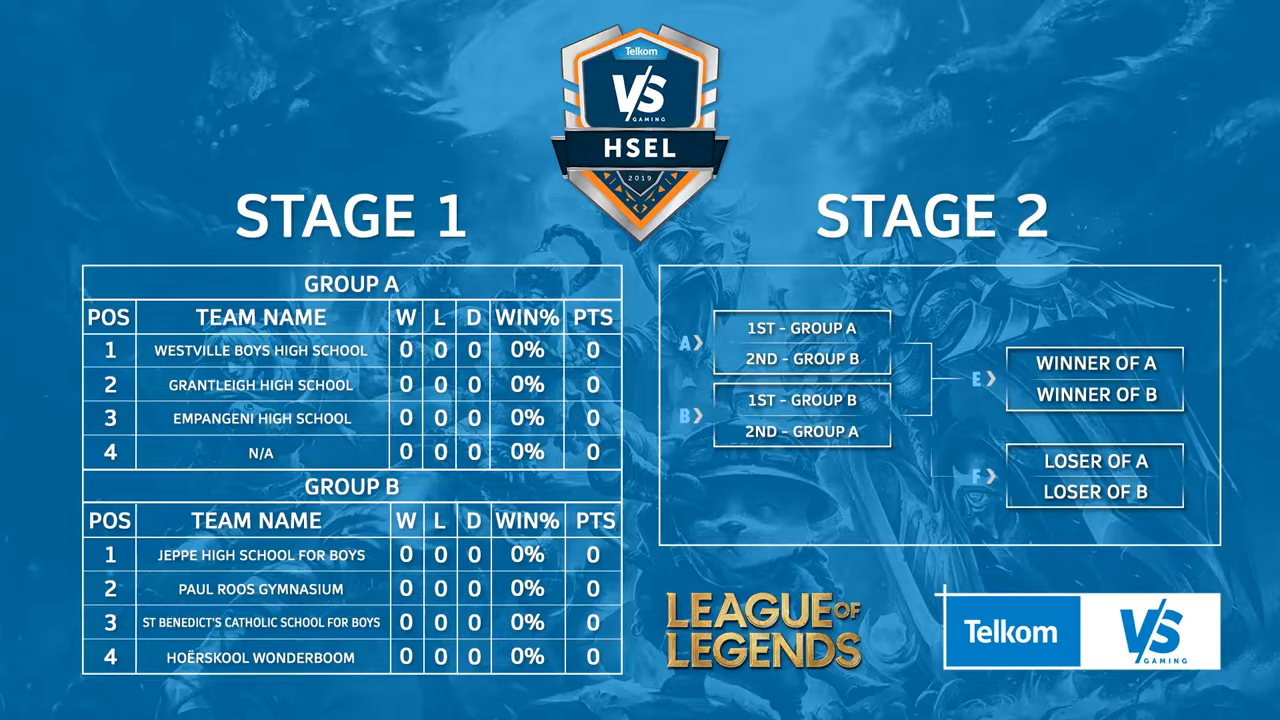 Telkom
VS
GAMING
HSEL
2019
STAGE 1
GROUP A
POS TEAM NAME W L D WIN% PTS
1 WESTVILLE BOYS HIGH SCHOOL 0 0 0 0% 0
2 GRANTLEIGH HIGH SCHOOL 0 0 0 0% 0
3 EMPANGENI HIGH SCHOOL 0 0 0 0% 0
4 N/A 0 0 0 0% 0
GROUP B
POS TEAM NAME W L D WIN% PTS
1 JEPPE HIGH SCHOOL FOR BOYS 0 0 0 0% 0
2 PAUL ROOS GYMNASIUM 0 0 0 0% 0
3 ST BENEDICT'S CATHOLIC SCHOOL FOR BOYS 0 0 0 0% 0
4 HOËRSKOOL WONDERBOOM 0 0 0 0% 0
STAGE 2
A
1ST - GROUP A
2ND - GROUP B
B
1ST - GROUP B
2ND - GROUP A
E
WINNER OF A
WINNER OF B
F
LOSER OF A
LOSER OF B
LEAGUE OF
LEGENDS
Telkom
VS
GAMING